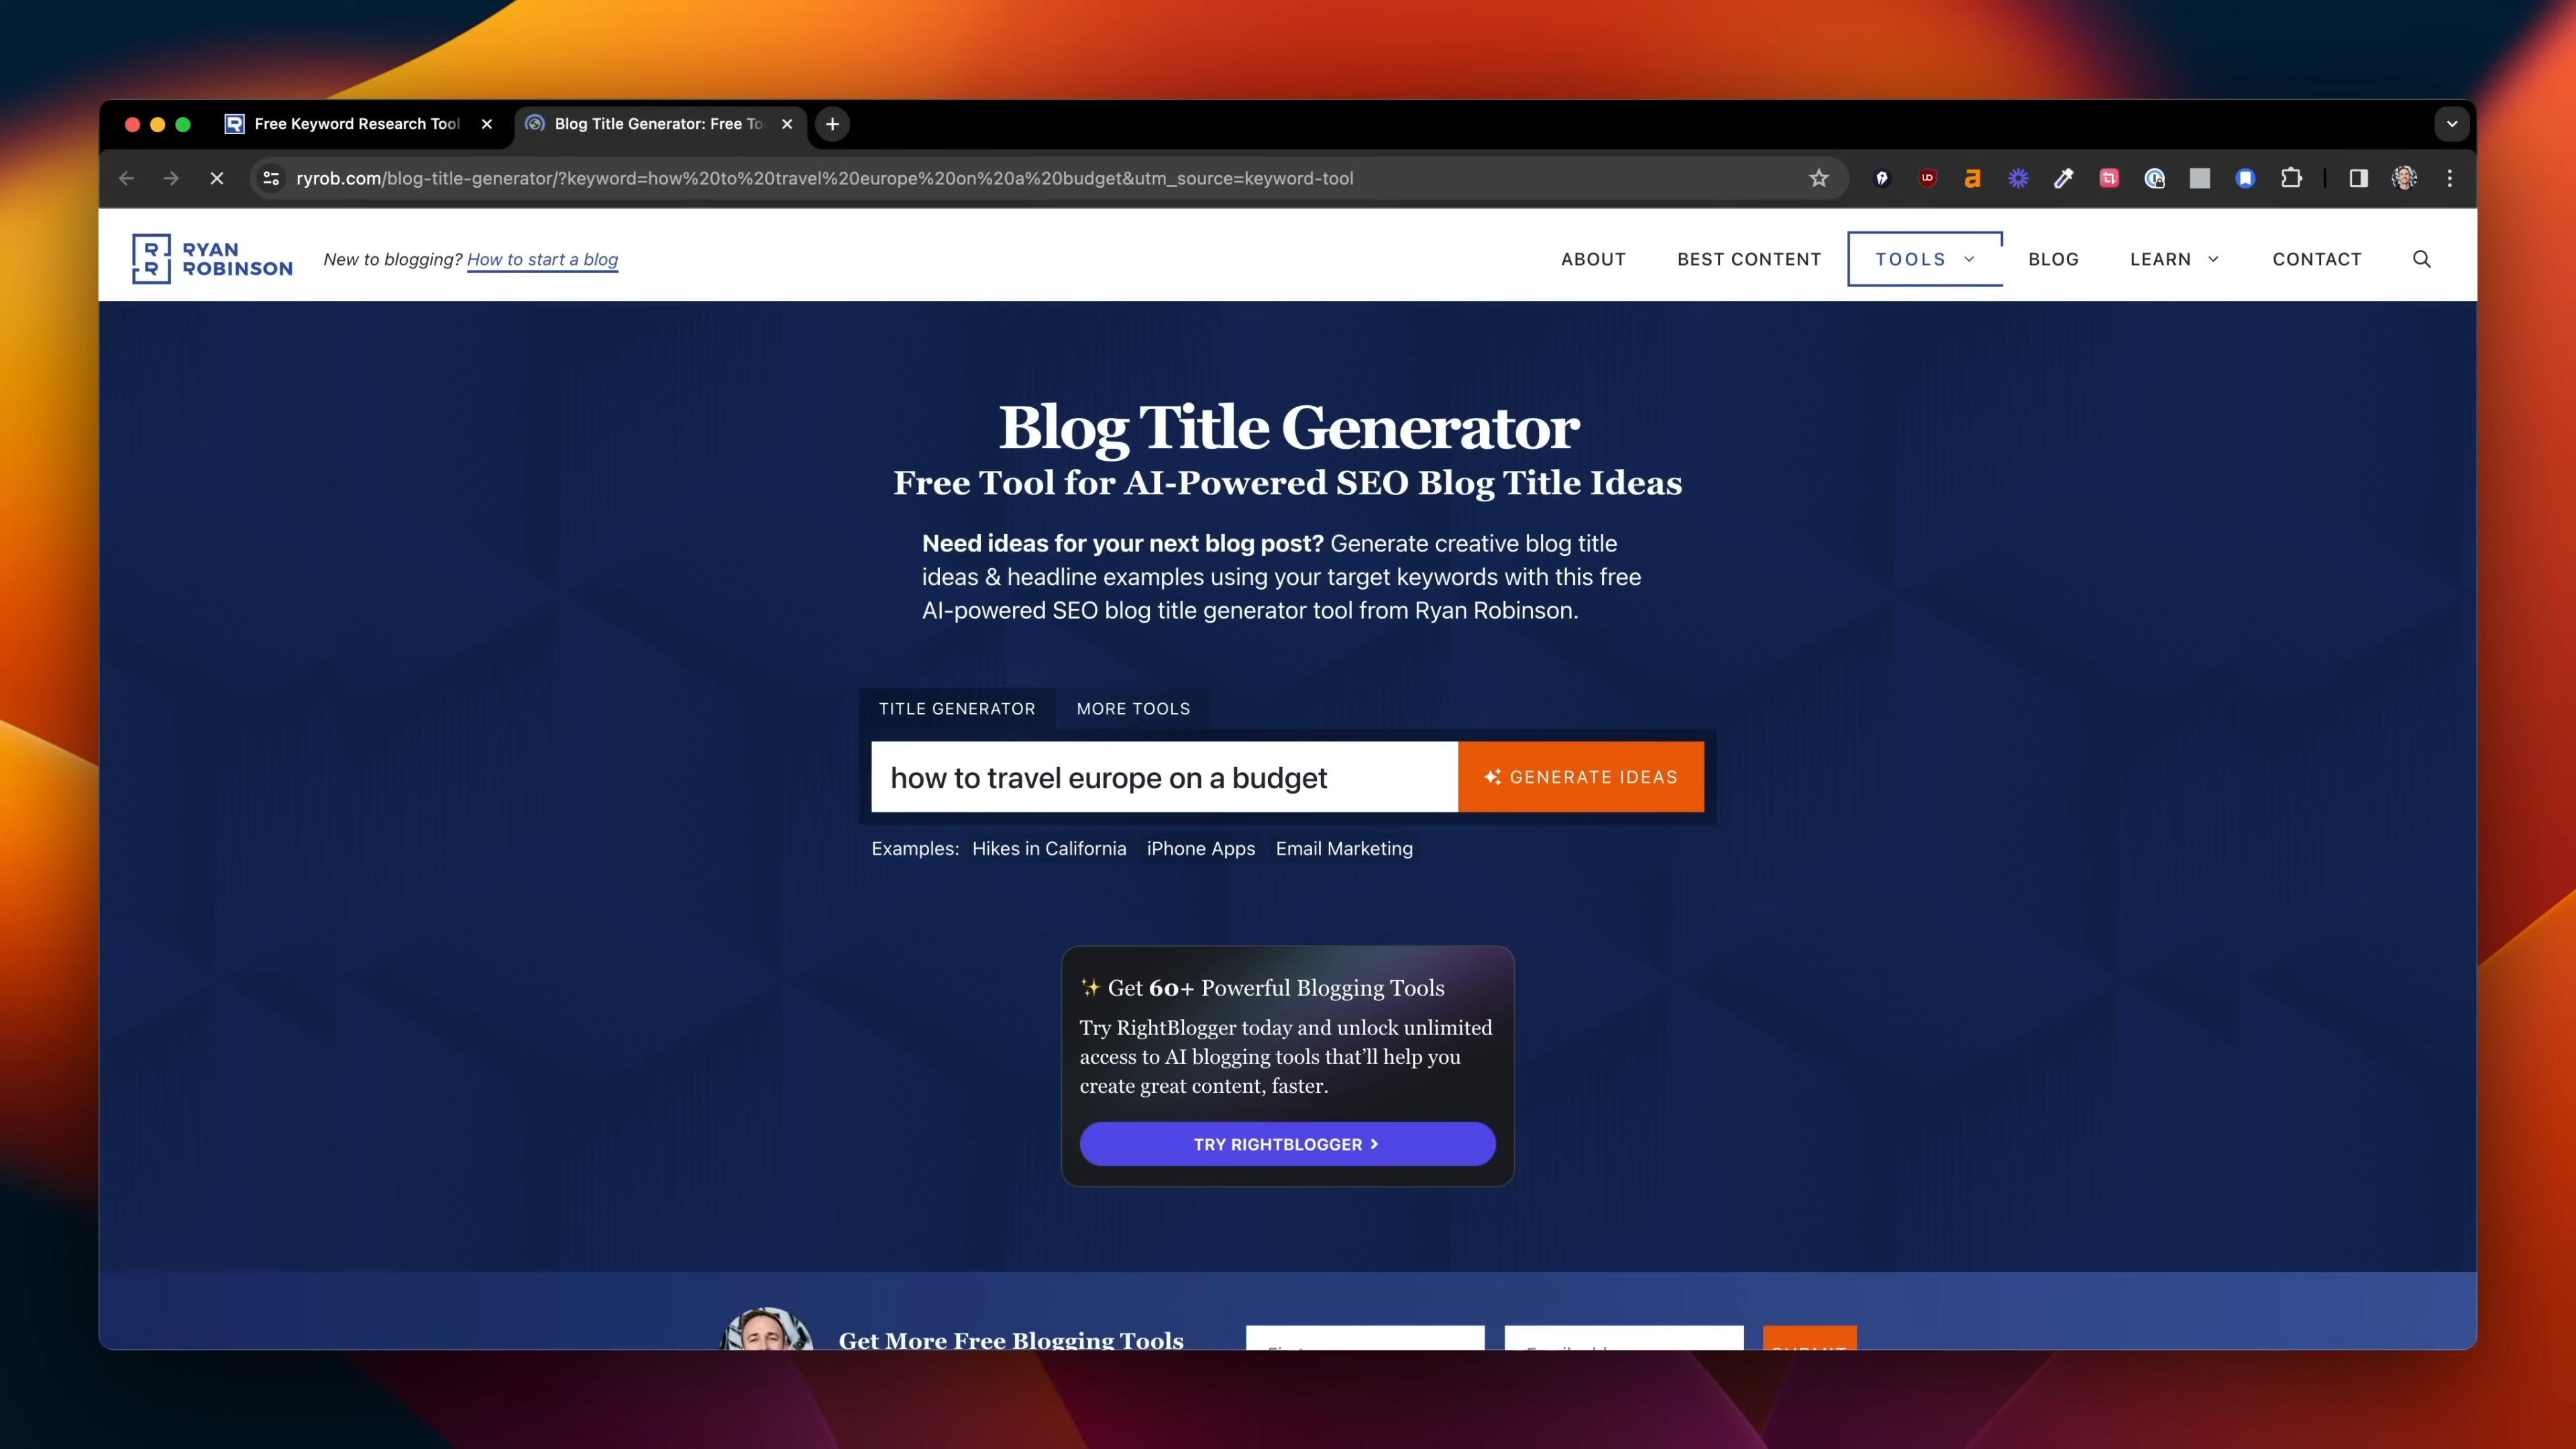 Free Keyword Research Tool
Blog Title Generator: Free To
ryrob.com/blog-title-generator/?keyword=how%20to%20travel%20europe%20on%20a%20budget&utm_source=keyword-tool
RYAN
ROBINSON
New to blogging? How to start a blog
ABOUT
BEST CONTENT
TOOLS
BLOG
LEARN
CONTACT
Blog Title Generator
Free Tool for AI-Powered SEO Blog Title Ideas
Need ideas for your next blog post? Generate creative blog title
ideas & headline examples using your target keywords with this free
AI-powered SEO blog title generator tool from Ryan Robinson.
TITLE GENERATOR
MORE TOOLS
how to travel europe on a budget
GENERATE IDEAS
Examples: Hikes in California iPhone Apps Email Marketing
✨ Get 60+ Powerful Blogging Tools
Try RightBlogger today and unlock unlimited
access to AI blogging tools that’ll help you
create great content, faster.
TRY RIGHTBLOGGER >
Get More Free Blogging Tools